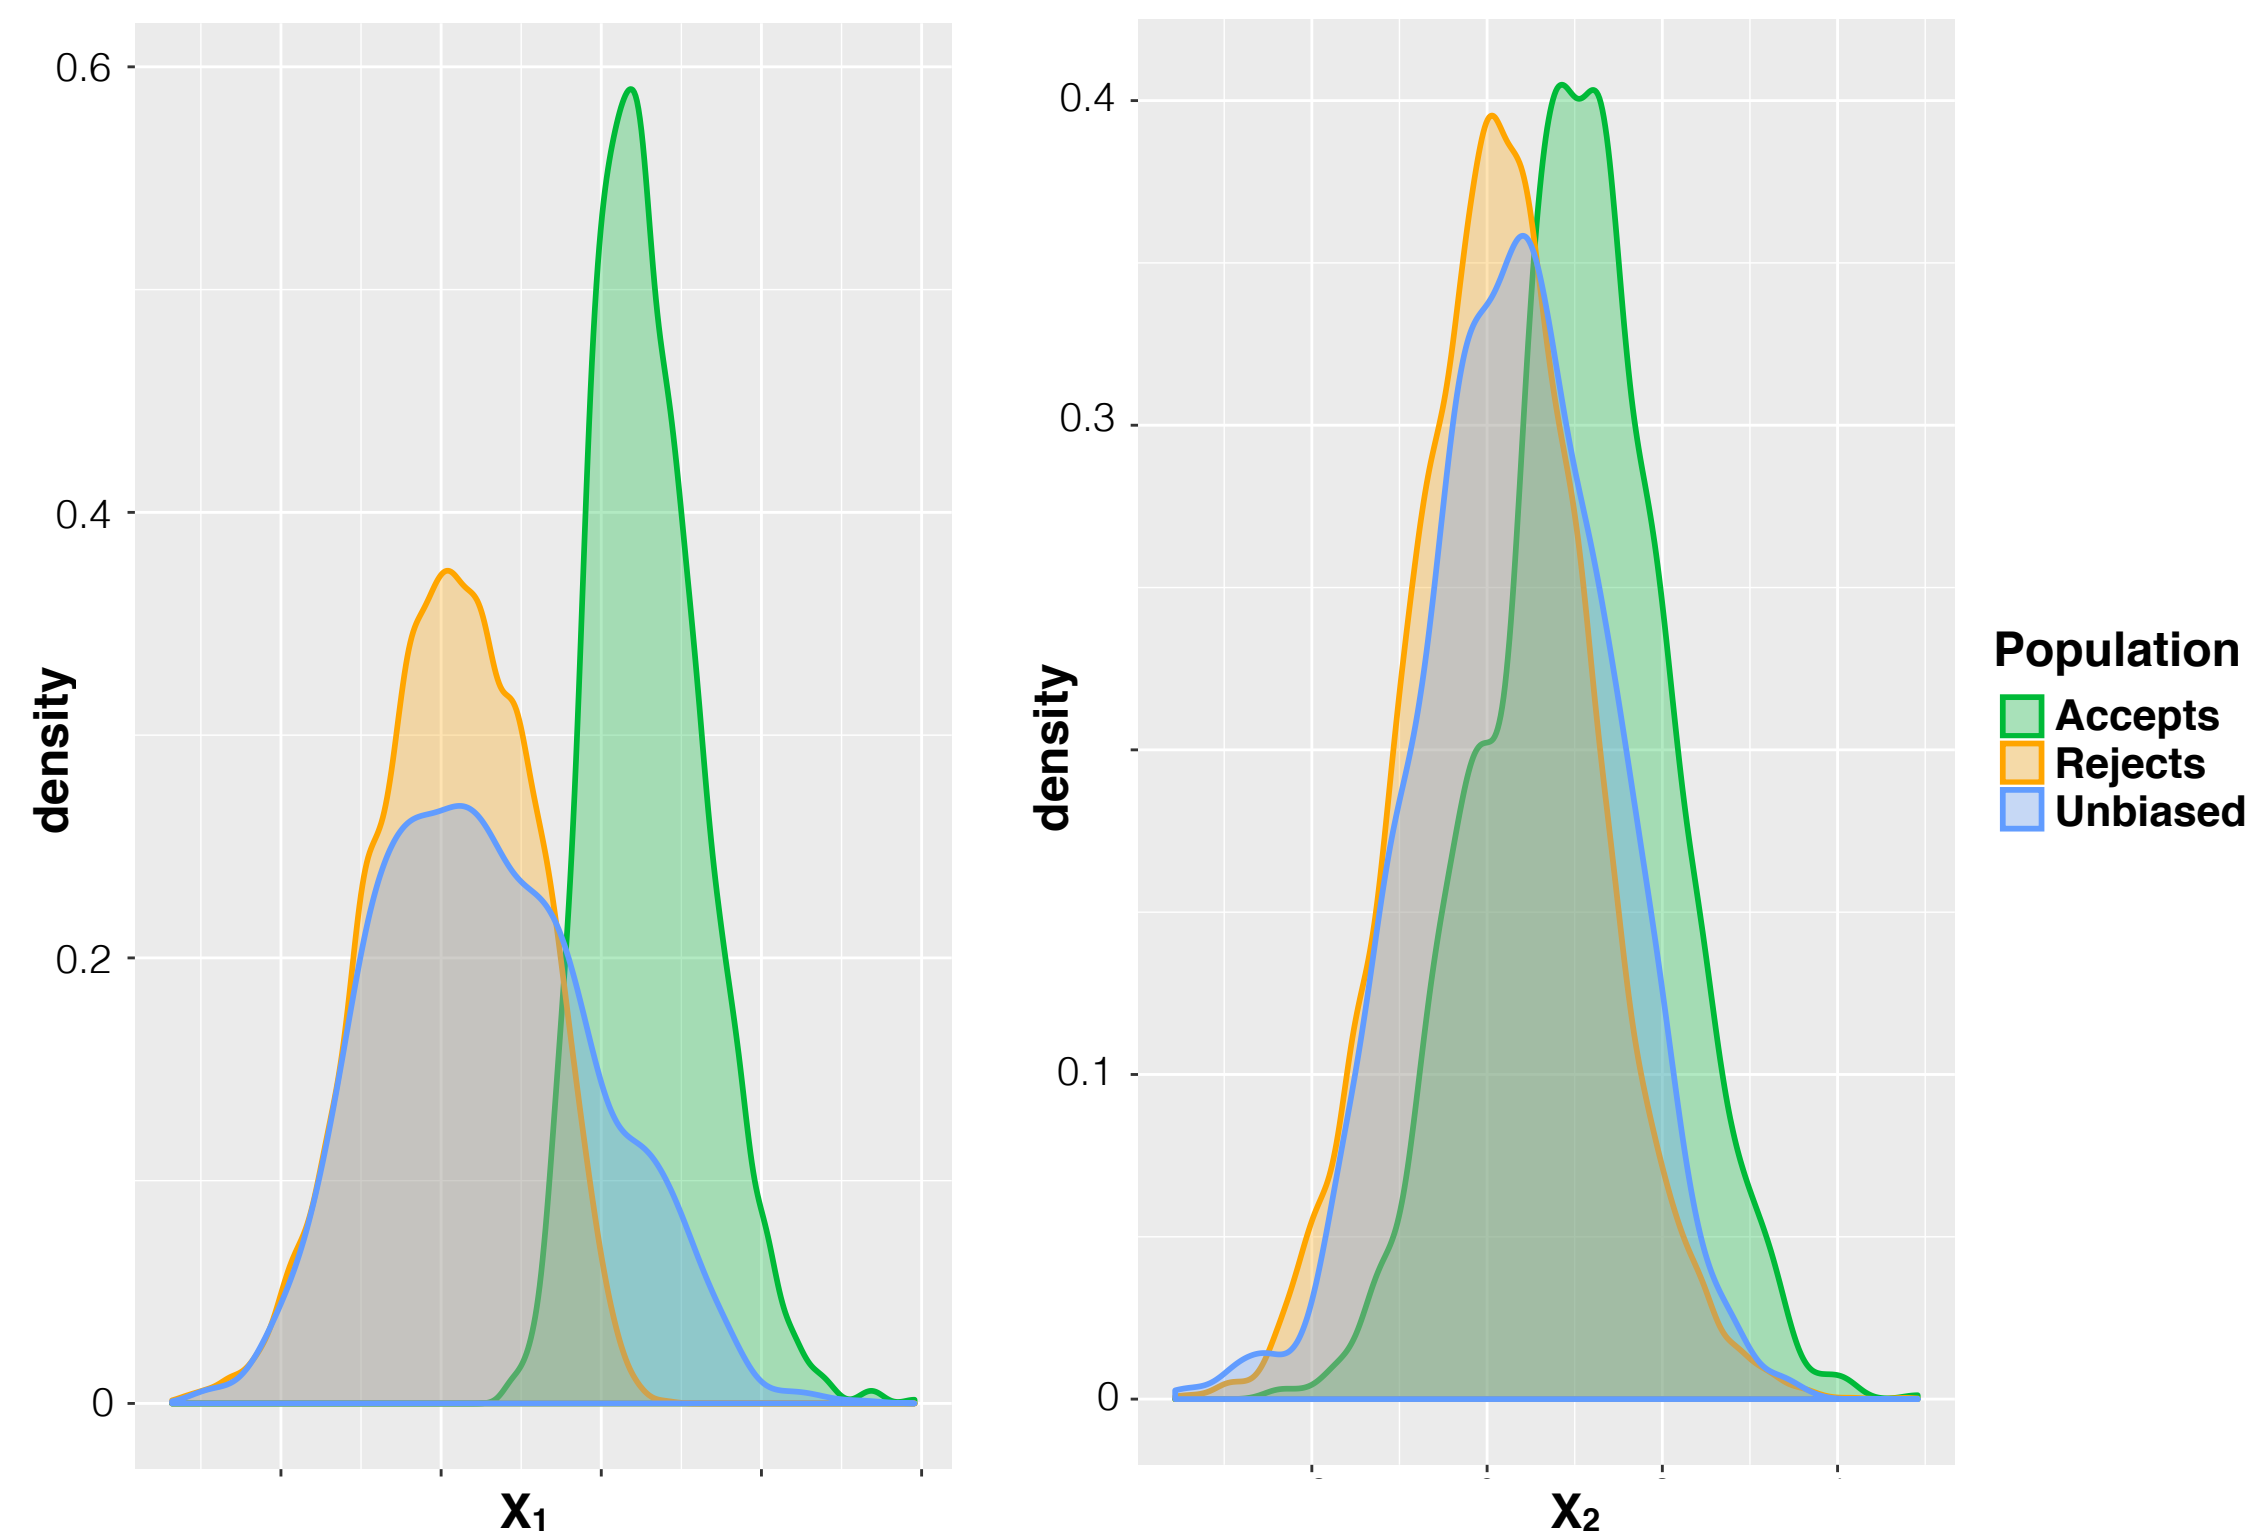 0.6
0.4
0.2
0
density
X₁
0.4
0.3
0.1
0
density
X₂
Population
Accepts
Rejects
Unbiased